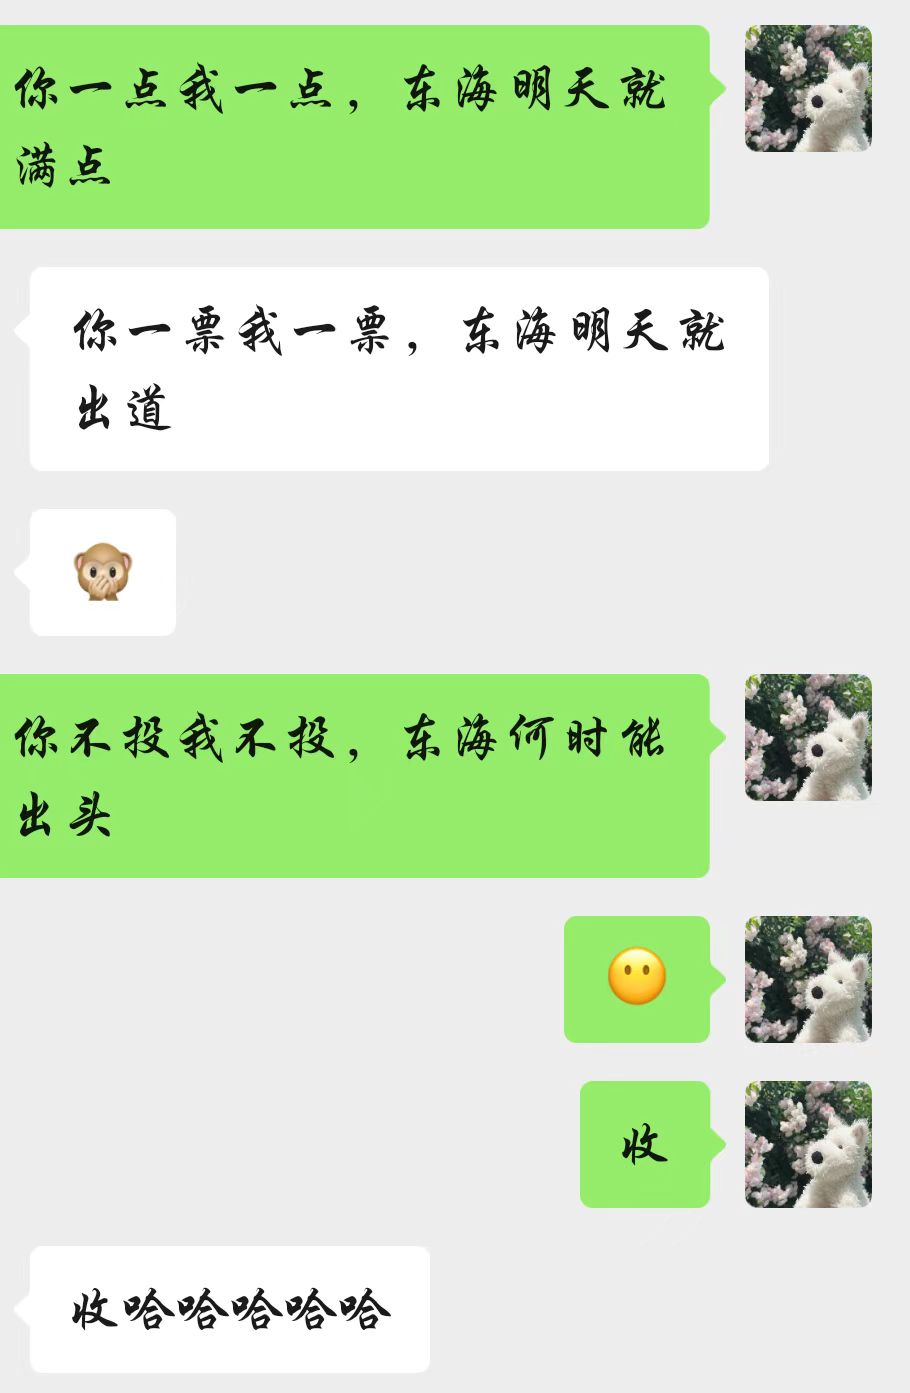 你一点我一点，东海明天就
满点
你一票我一票，东海明天就
出道
🙊
你不投我不投，东海何时能
出头
😶
收
收哈哈哈哈哈